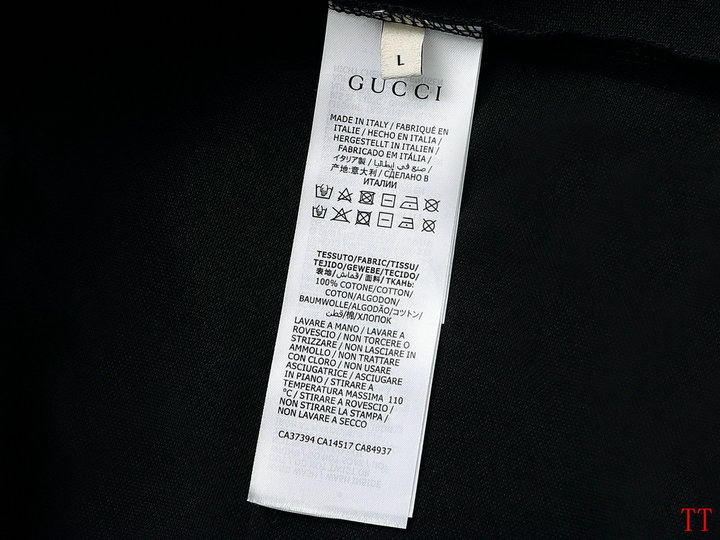 L
GUCCI
MADE IN ITALY / FABRIQUÉ EN
ITALIE / HECHO EN ITALIA /
HERGESTELLT IN ITALIEN /
FABRICADO EM ITÁLIA /
イタリア製 / صنع في إيطاليا /
产地:意大利 / СДЕЛАНО В
ИТАЛИИ
TESSUTO/FABRIC/TISSU/
TEJIDO/GEWEBE/TECIDO/
表地/قماش/ 面料/ ТКАНЬ:
100% COTONE/COTTON/
COTON/ALGODON/
BAUMWOLLE/ALGODÃO/コットン/
قطن/棉/ХЛОПОК
LAVARE A MANO / LAVARE A
ROVESCIO / NON TORCERE O
STRIZZARE / NON LASCIARE IN
AMMOLLO / NON TRATTARE
CON CLORO / NON USARE
ASCIUGATRICE / ASCIUGARE
IN PIANO / STIRARE A
TEMPERATURA MASSIMA 110
°C / STIRARE A ROVESCIO /
NON STIRARE LA STAMPA /
NON LAVARE A SECCO
CA37394 CA14517 CA84937
TT